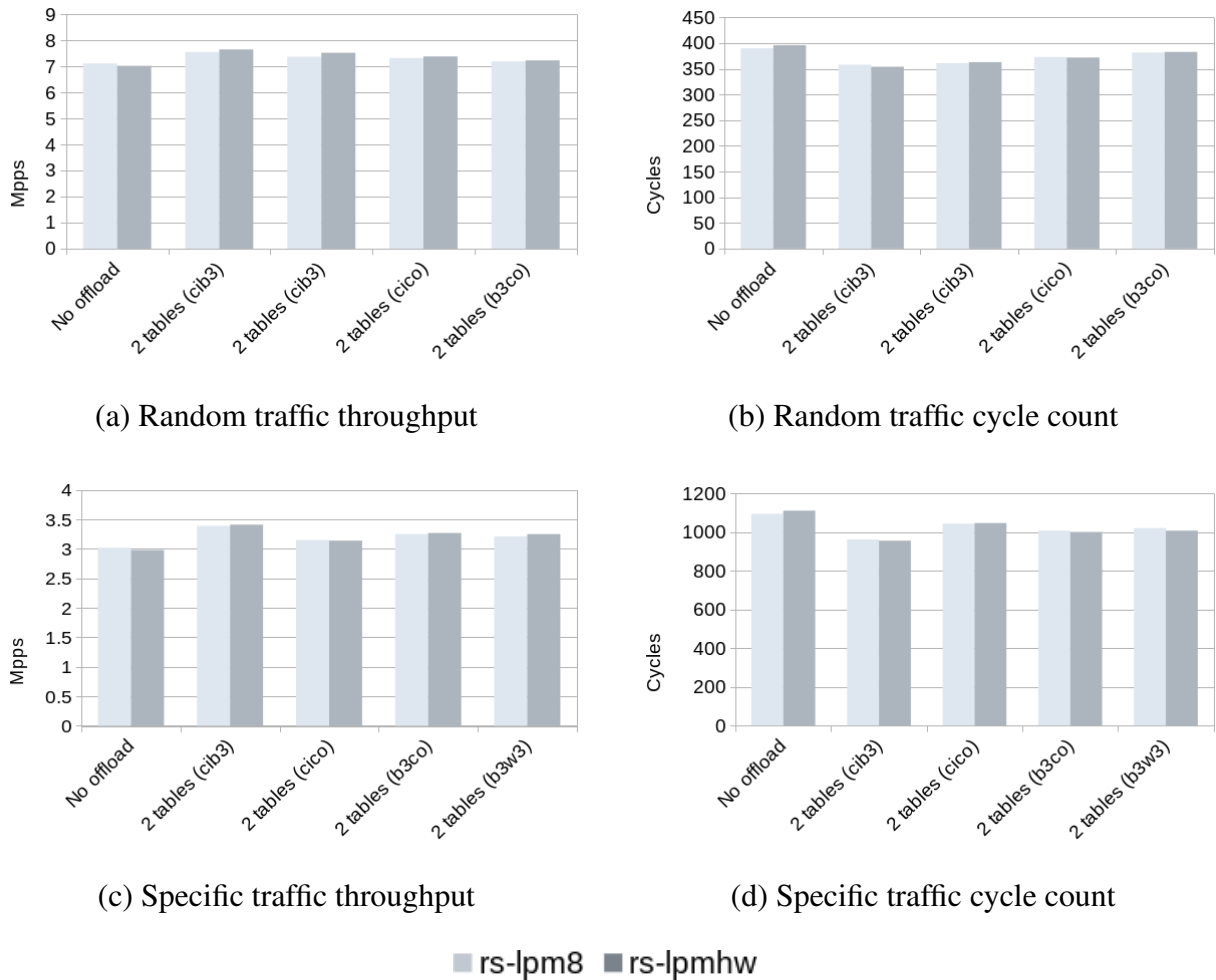 9
8
7
6
5
4
3
2
1
0
Mpps
No offload
2 tables (cib3)
2 tables (cib3)
2 tables (cico)
2 tables (b3co)
(a) Random traffic throughput
450
400
350
300
250
200
150
100
50
0
Cycles
No offload
2 tables (cib3)
2 tables (cib3)
2 tables (cico)
2 tables (b3co)
(b) Random traffic cycle count
4
3.5
3
2.5
2
1.5
1
0.5
0
Mpps
No offload
2 tables (cib3)
2 tables (cico)
2 tables (b3co)
2 tables (b3w3)
(c) Specific traffic throughput
1200
1000
800
600
400
200
0
Cycles
No offload
2 tables (cib3)
2 tables (cico)
2 tables (b3co)
2 tables (b3w3)
(d) Specific traffic cycle count
rs-lpm8 rs-lpmhw